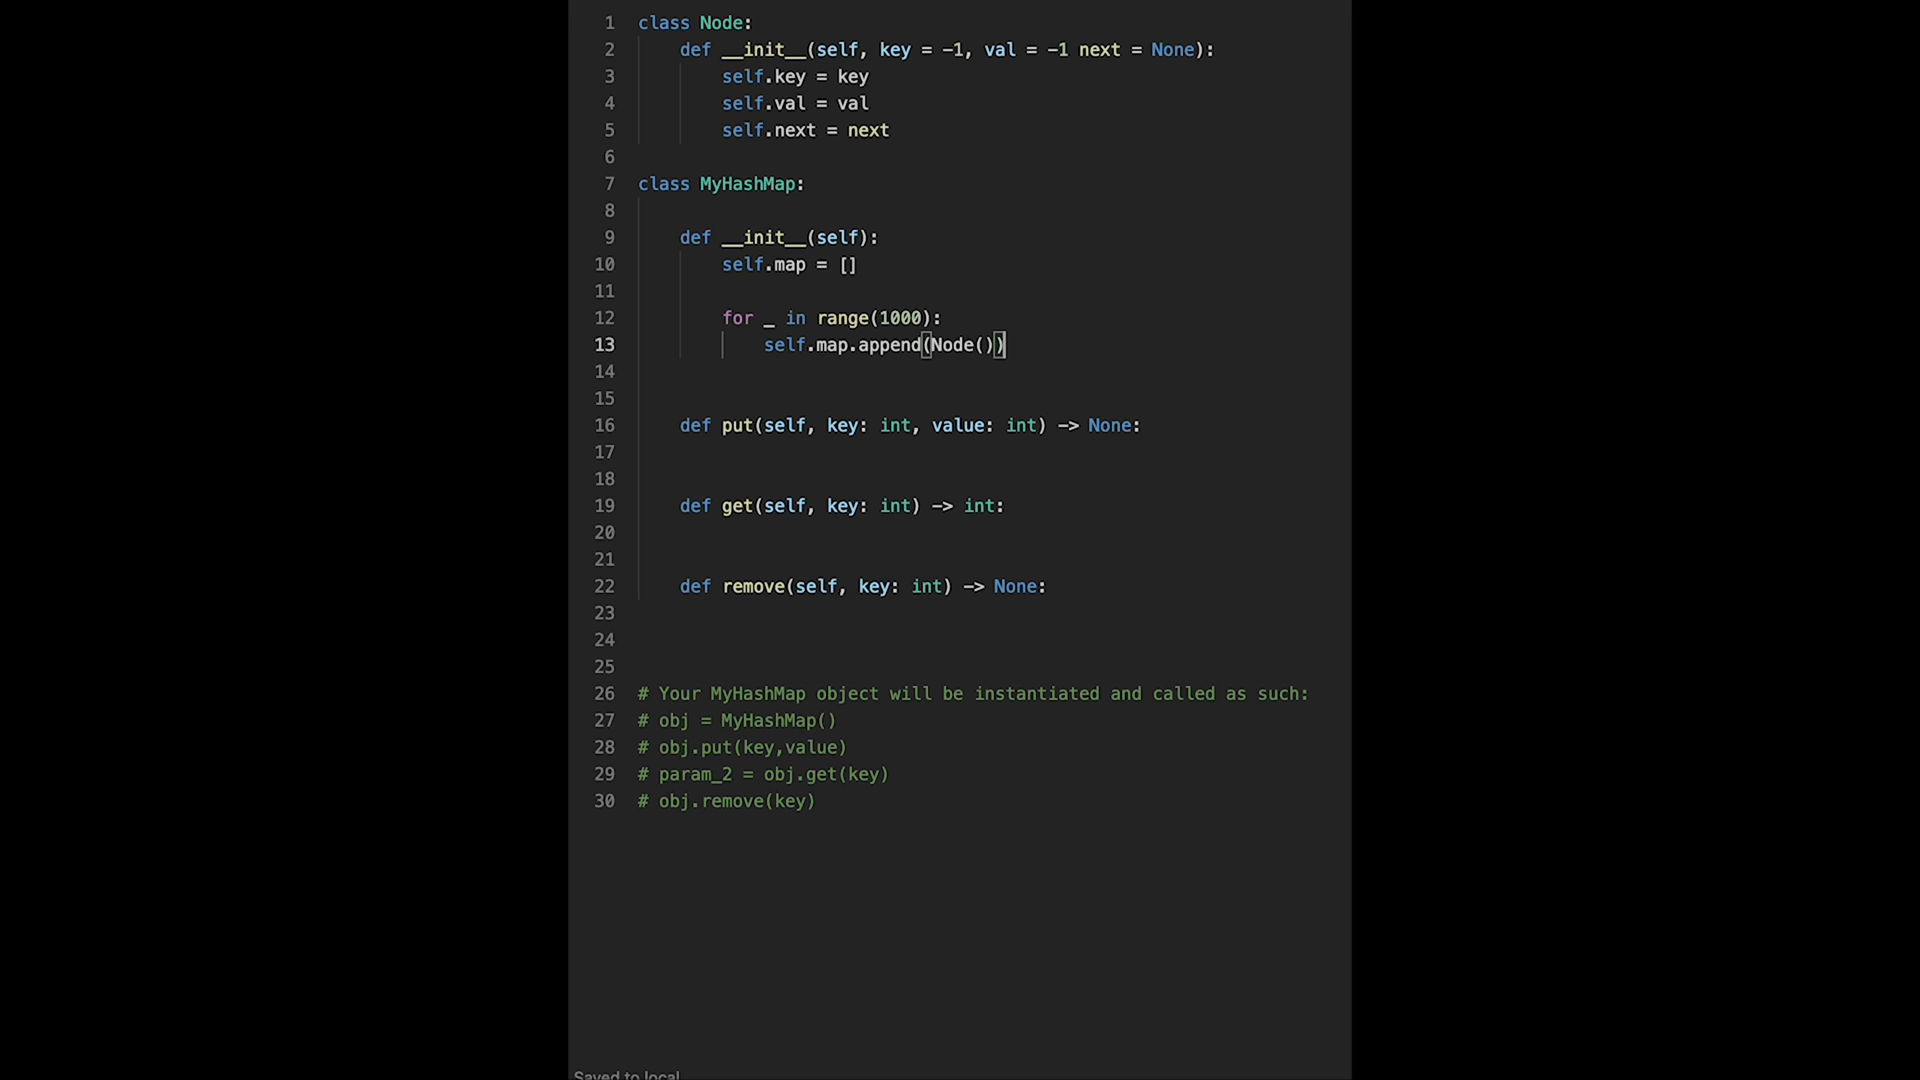 1 class Node:
2 def __init__(self, key = -1, val = -1 next = None):
3 self.key = key
4 self.val = val
5 self.next = next
6
7 class MyHashMap:
8
9 def __init__(self):
10 self.map = []
11
12 for _ in range(1000):
13 self.map.append(Node())
14
15
16 def put(self, key: int, value: int) -> None:
17
18
19 def get(self, key: int) -> int:
20
21
22 def remove(self, key: int) -> None:
23
24
25
26 # Your MyHashMap object will be instantiated and called as such:
27 # obj = MyHashMap()
28 # obj.put(key,value)
29 # param_2 = obj.get(key)
30 # obj.remove(key)
Saved to local